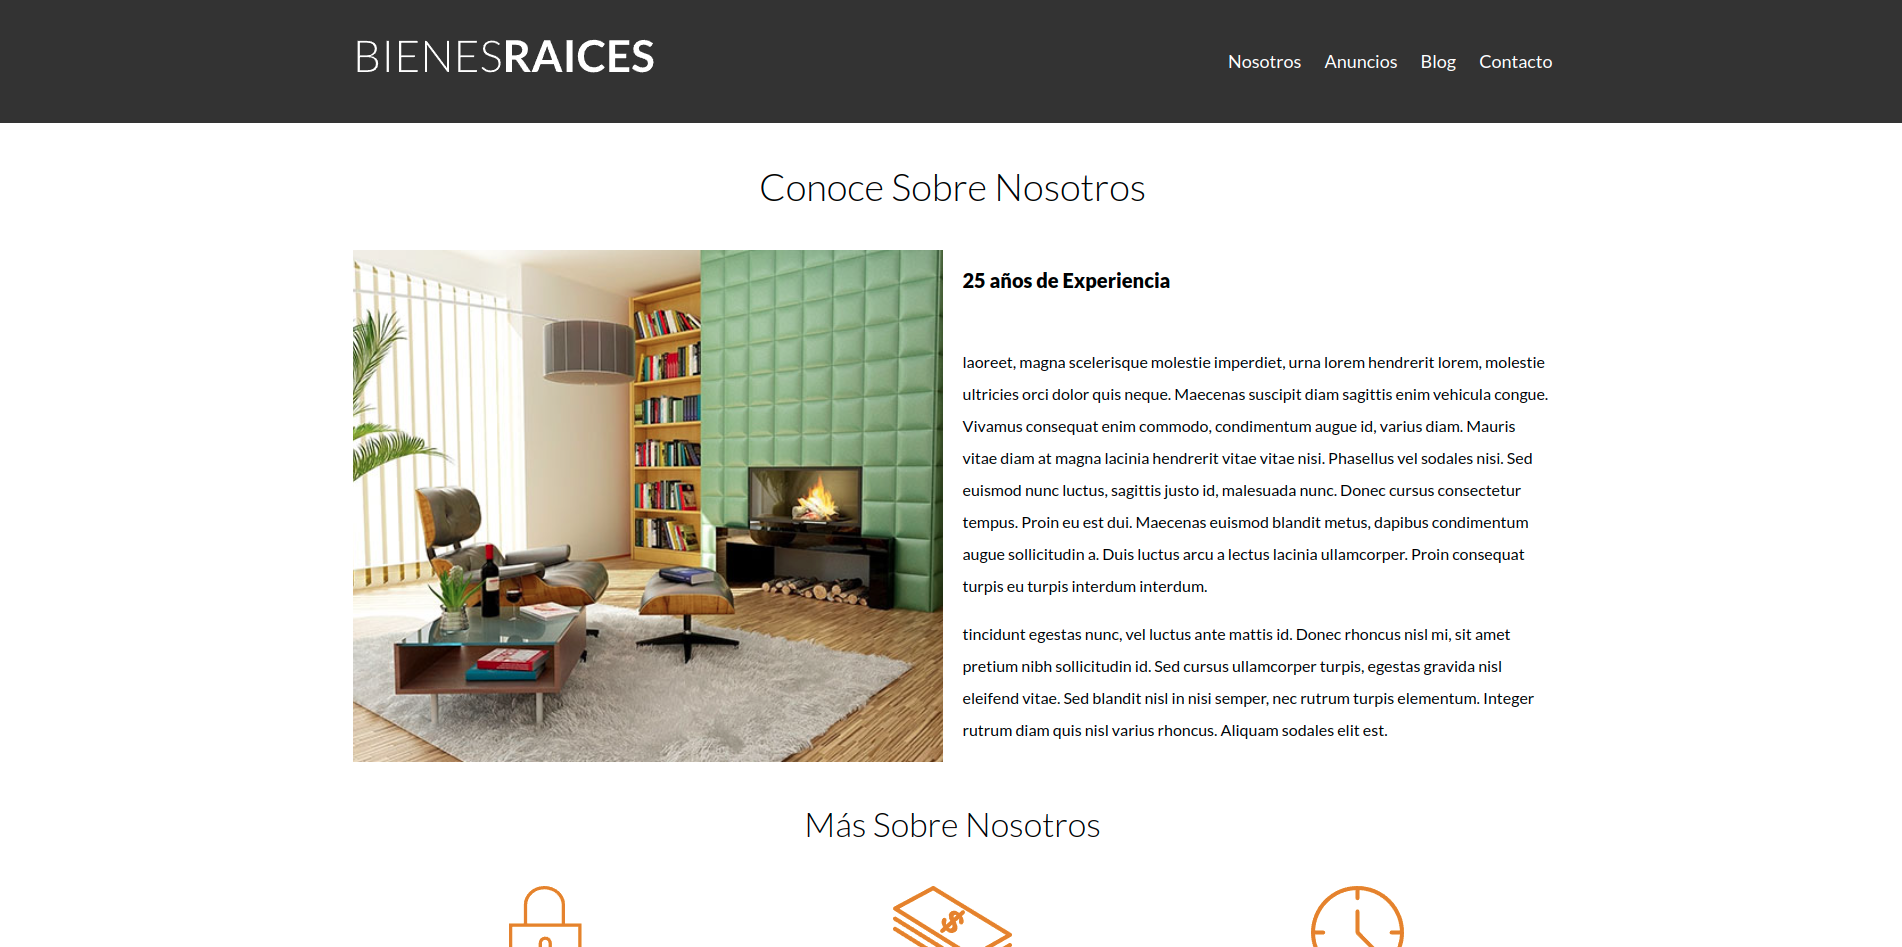 BIENESRAICES
Nosotros Anuncios Blog Contacto
Conoce Sobre Nosotros
25 años de Experiencia
laoreet, magna scelerisque molestie imperdiet, urna lorem hendrerit lorem, molestie
ultricies orci dolor quis neque. Maecenas suscipit diam sagittis enim vehicula congue.
Vivamus consequat enim commodo, condimentum augue id, varius diam. Mauris
vitae diam at magna lacinia hendrerit vitae vitae nisi. Phasellus vel sodales nisi. Sed
euismod nunc luctus, sagittis justo id, malesuada nunc. Donec cursus consectetur
tempus. Proin eu est dui. Maecenas euismod blandit metus, dapibus condimentum
augue sollicitudin a. Duis luctus arcu a lectus lacinia ullamcorper. Proin consequat
turpis eu turpis interdum interdum.
tincidunt egestas nunc, vel luctus ante mattis id. Donec rhoncus nisl mi, sit amet
pretium nibh sollicitudin id. Sed cursus ullamcorper turpis, egestas gravida nisl
eleifend vitae. Sed blandit nisl in nisi semper, nec rutrum turpis elementum. Integer
rutrum diam quis nisl varius rhoncus. Aliquam sodales elit est.
Más Sobre Nosotros
$